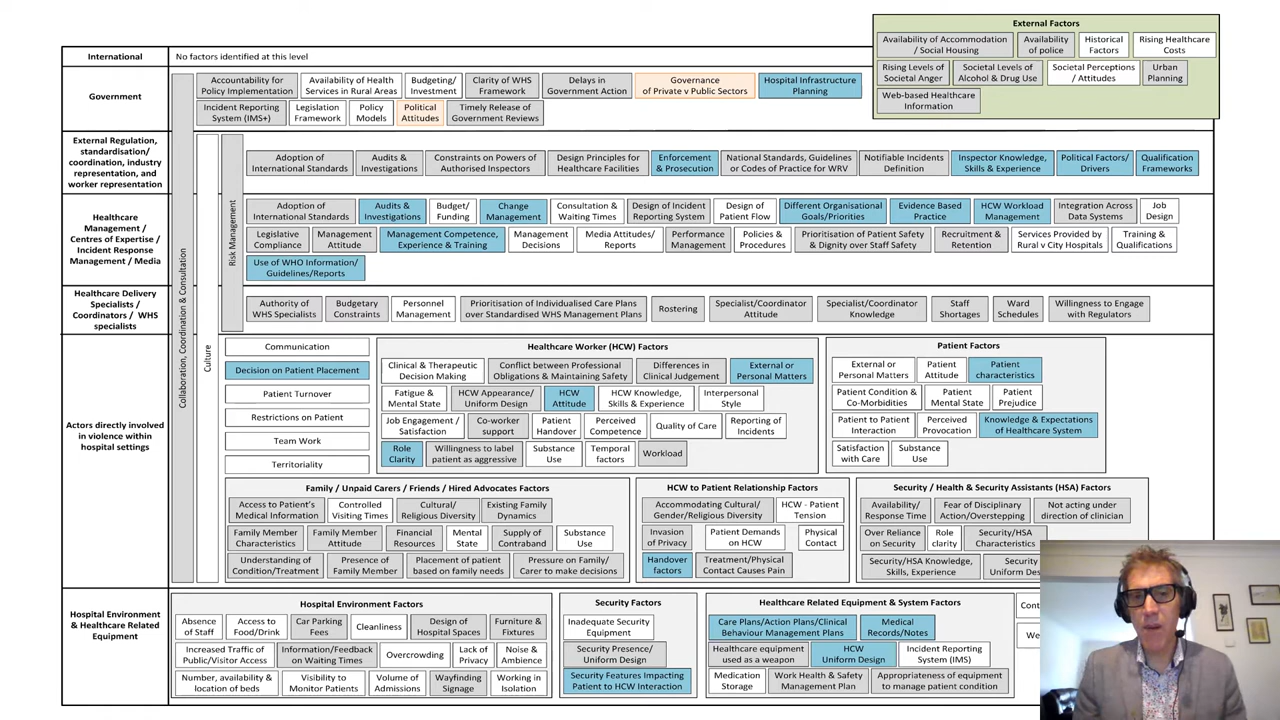 External Factors
Availability of Accommodation
/ Social Housing
Availability
of police
Historical
Factors
Rising Healthcare
Costs
Rising Levels of
Societal Anger
Societal Levels of
Alcohol & Drug Use
Societal Perceptions
/ Attitudes
Urban
Planning
Web-based Healthcare
Information
International
No factors identified at this level
Government
Accountability for
Policy Implementation
Availability of Health
Services in Rural Areas
Budgeting/
Investment
Clarity of WHS
Framework
Delays in
Government Action
Governance
of Private v Public Sectors
Hospital Infrastructure
Planning
Incident Reporting
System (IMS+)
Legislation
Framework
Policy
Models
Political
Attitudes
Timely Release of
Government Reviews
Collaboration, Coordination & Consultation
Culture
Risk Management
External Regulation,
standardisation/
coordination, industry
representation, and
worker representation
Adoption of
International Standards
Audits &
Investigations
Constraints on Powers of
Authorised Inspectors
Design Principles for
Healthcare Facilities
Enforcement
& Prosecution
National Standards, Guidelines
or Codes of Practice for WRV
Notifiable Incidents
Definition
Inspector Knowledge,
Skills & Experience
Political Factors/
Drivers
Qualification
Frameworks
Healthcare
Management /
Centres of Expertise /
Incident Response
Management / Media
Adoption of
International Standards
Audits &
Investigations
Budget/
Funding
Change
Management
Consultation &
Waiting Times
Design of Incident
Reporting System
Design of
Patient Flow
Different Organisational
Goals/Priorities
Evidence Based
Practice
HCW Workload
Management
Integration Across
Data Systems
Job
Design
Legislative
Compliance
Management
Attitude
Management Competence,
Experience & Training
Management
Decisions
Media Attitudes/
Reports
Performance
Management
Policies &
Procedures
Prioritisation of Patient Safety
& Dignity over Staff Safety
Recruitment &
Retention
Services Provided by
Rural v City Hospitals
Training &
Qualifications
Use of WHO Information/
Guidelines/Reports
Healthcare Delivery
Specialists /
Coordinators / WHS
specialists
Authority of
WHS Specialists
Budgetary
Constraints
Personnel
Management
Prioritisation of Individualised Care Plans
over Standardised WHS Management Plans
Rostering
Specialist/Coordinator
Attitude
Specialist/Coordinator
Knowledge
Staff
Shortages
Ward
Schedules
Willingness to Engage
with Regulators
Actors directly involved
in violence within
hospital settings
Communication
Decision on Patient Placement
Patient Turnover
Restrictions on Patient
Team Work
Territoriality
Healthcare Worker (HCW) Factors
Clinical & Therapeutic
Decision Making
Conflict between Professional
Obligations & Maintaining Safety
Differences in
Clinical Judgement
External or
Personal Matters
Fatigue &
Mental State
HCW Appearance/
Uniform Design
HCW
Attitude
HCW Knowledge,
Skills & Experience
Interpersonal
Style
Job Engagement /
Satisfaction
Co-worker
support
Patient
Handover
Perceived
Competence
Quality of Care
Reporting of
Incidents
Role
Clarity
Willingness to label
patient as aggressive
Substance
Use
Temporal
factors
Workload
Patient Factors
External or
Personal Matters
Patient
Attitude
Patient
characteristics
Patient Condition &
Co-Morbidities
Patient
Mental State
Patient
Prejudice
Patient to Patient
Interaction
Perceived
Provocation
Knowledge & Expectations
of Healthcare System
Satisfaction
with Care
Substance
Use
Family / Unpaid Carers / Friends / Hired Advocates Factors
Access to Patient's
Medical Information
Controlled
Visiting Times
Cultural/
Religious Diversity
Existing Family
Dynamics
Family Member
Characteristics
Family Member
Attitude
Financial
Resources
Mental
State
Supply of
Contraband
Substance
Use
Understanding of
Condition/Treatment
Presence of
Family Member
Placement of patient
based on family needs
Pressure on Family/
Carer to make decisions
HCW to Patient Relationship Factors
Accommodating Cultural/
Gender/Religious Diversity
HCW - Patient
Tension
Invasion
of Privacy
Patient Demands
on HCW
Physical
Contact
Handover
factors
Treatment/Physical
Contact Causes Pain
Security / Health & Security Assistants (HSA) Factors
Availability/
Response Time
Fear of Disciplinary
Action/Overstepping
Not acting under
direction of clinician
Over Reliance
on Security
Role
clarity
Security/HSA
Characteristics
Security/HSA Knowledge,
Skills, Experience
Security/
Uniform
Hospital Environment
& Healthcare Related
Equipment
Hospital Environment Factors
Absence
of Staff
Access to
Food/Drink
Car Parking
Fees
Cleanliness
Design of
Hospital Spaces
Furniture &
Fixtures
Increased Traffic of
Public/Visitor Access
Information/Feedback
on Waiting Times
Overcrowding
Lack of
Privacy
Noise &
Ambience
Number, availability &
location of beds
Visibility to
Monitor Patients
Volume of
Admissions
Wayfinding
Signage
Working in
Isolation
Security Factors
Inadequate Security
Equipment
Security Presence/
Uniform Design
Security Features Impacting
Patient to HCW Interaction
Healthcare Related Equipment & System Factors
Care Plans/Action Plans/Clinical
Behaviour Management Plans
Medical
Records/Notes
Healthcare equipment
used as a weapon
HCW
Uniform Design
Incident Reporting
System (IMS)
Medication
Storage
Work Health & Safety
Management Plan
Appropriateness of equipment
to manage patient condition